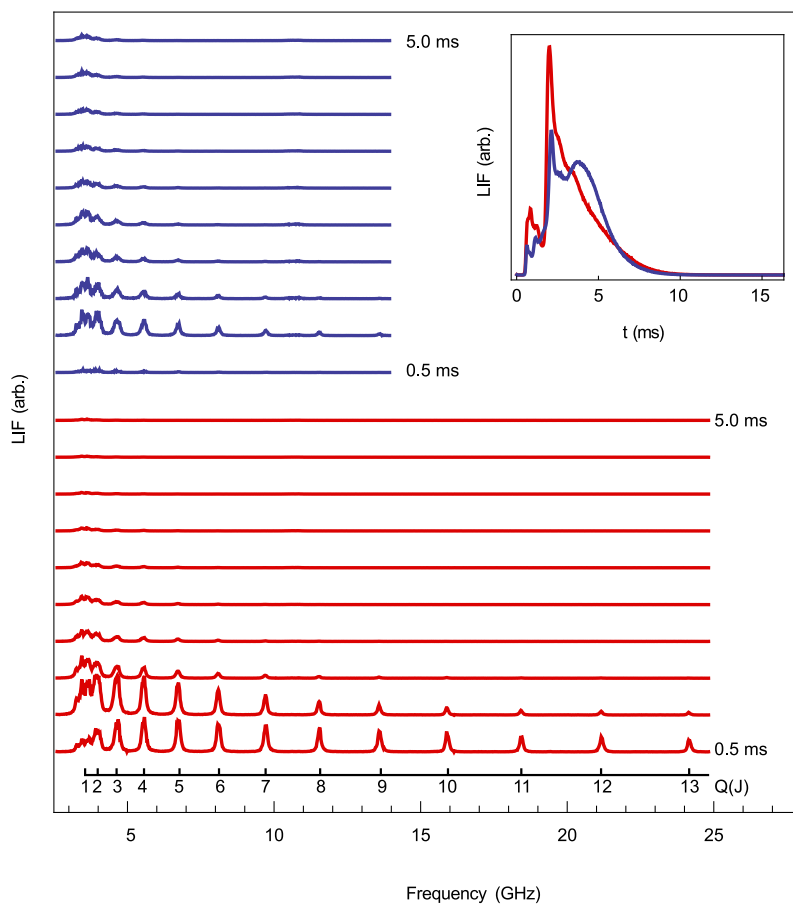 5.0 ms
LIF (arb.)
0 5 10 15
t (ms)
0.5 ms
LIF (arb.)
5.0 ms
0.5 ms
1 2 3 4 5 6 7 8 9 10 11 12 13 Q(J)
5 10 15 20 25
Frequency (GHz)